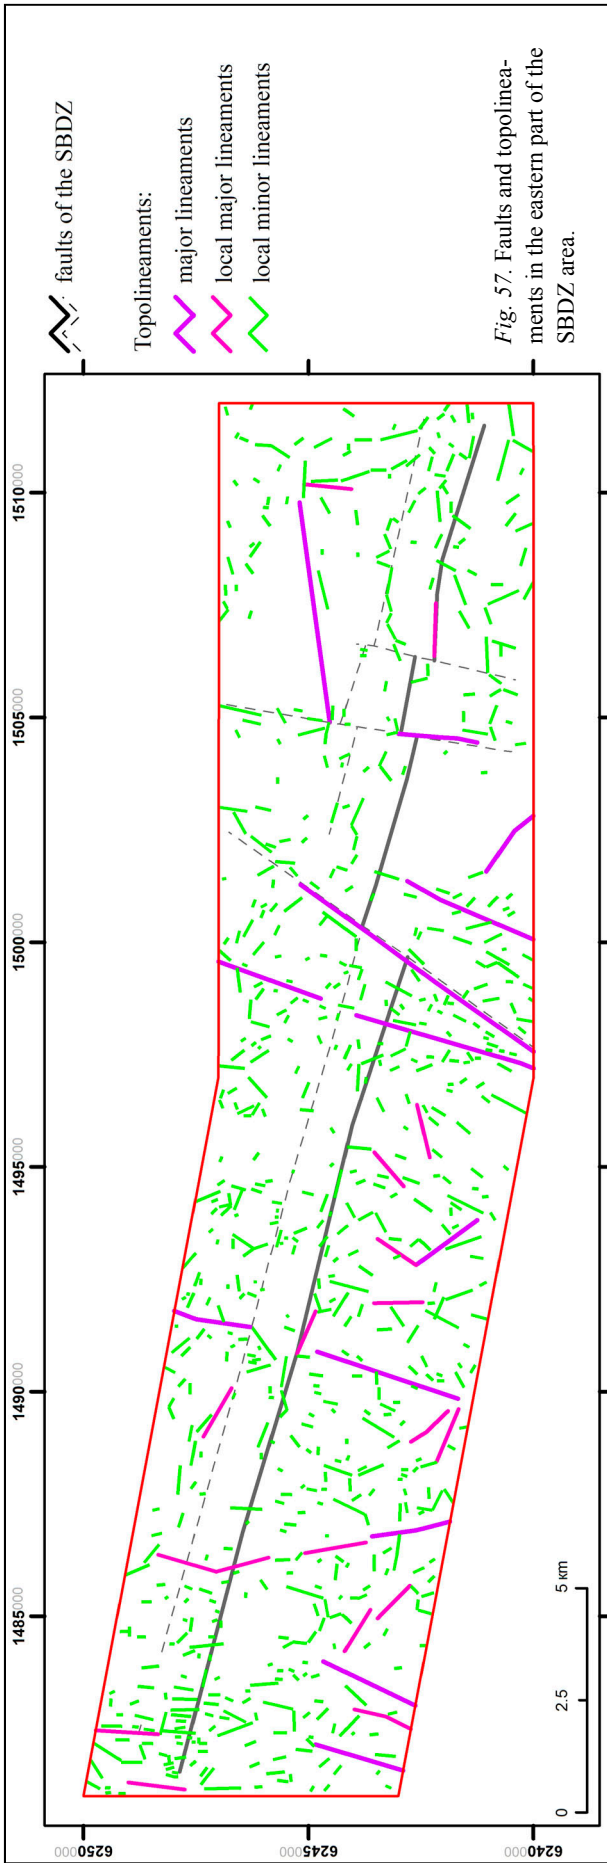 faults of the SBDZ
Topolineaments:
major lineaments
local major lineaments
local minor lineaments
Fig. 57. Faults and topolinea-
ments in the eastern part of the
SBDZ area.
1485000
1490000
1495000
1500000
1505000
1510000
6250000
6245000
6240000
0
2.5
5 км